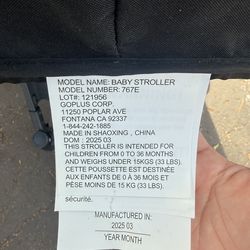 MODEL NAME: BABY STROLLER
MODEL NUMBER: 767E
LOT#: 121956
GOPLUS CORP.
11250 POPLAR AVE
FONTANA CA 92337
1-844-242-1885
MADE IN SHAOXING , CHINA
DOM : 2025 03
THIS STROLLER IS INTENDED FOR
CHILDREN FROM 0 TO 36 MONTHS
AND WEIGHS UNDER 15KGS (33 LBS).
CETTE POUSSETTE EST DESTINÉE
AUX ENFANTS DE 0 À 36 MOIS ET
PÈSE MOINS DE 15 KG (33 LBS).
sécurité.
MANUFACTURED IN:
2025 03
YEAR MONTH